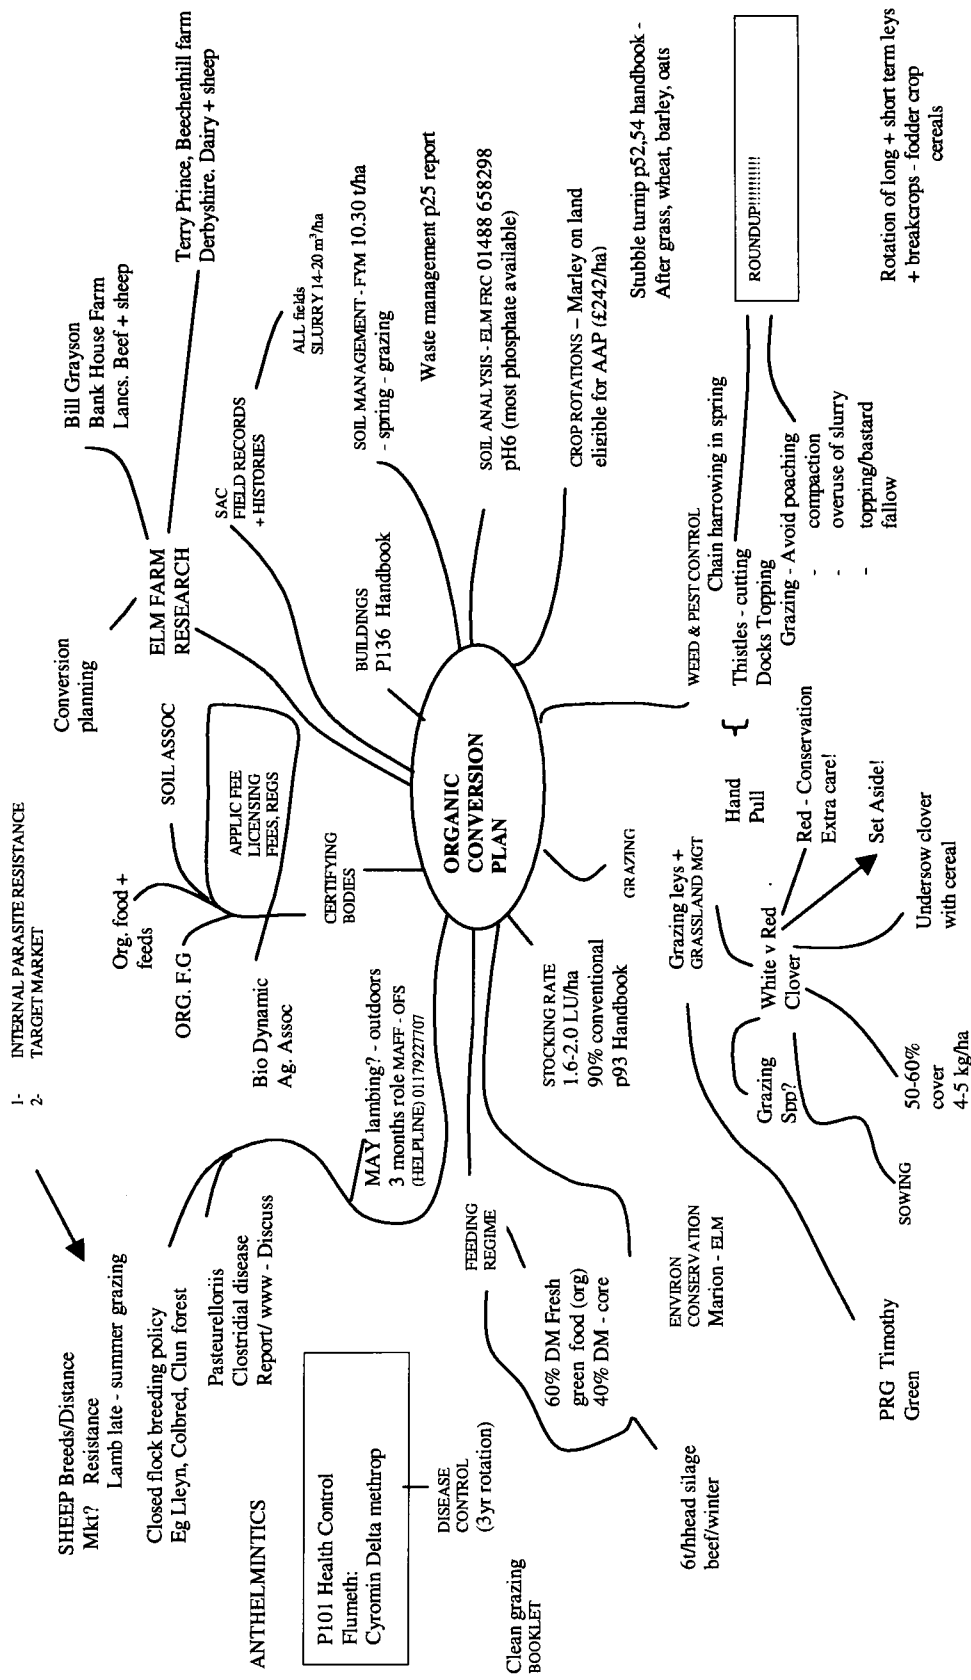 1- INTERNAL PARASITE RESISTANCE
2- TARGET MARKET
SHEEP Breeds/Distance
Mkt? Resistance
Lamb late - summer grazing
Closed flock breeding policy
Eg Lleyn, Colbred, Clun forest
Pasteurelloriis
Clostridial disease
Report/ www - Discuss
ANTHELMINTICS
P101 Health Control
Flumeth:
Cyromin Delta methrop
DISEASE
CONTROL
(3yr rotation)
Clean grazing
BOOKLET
MAY lambing? - outdoors
3 months role MAFF - OFS
(HELPLINE) 01179227707
Bio Dynamic
Ag. Assoc
ORG. F.G
Org. food +
feeds
SOIL ASSOC
APPLIC FEE
LICENSING
FEES, REGS
CERTIFYING
BODIES
Conversion
planning
ELM FARM
RESEARCH
Bill Grayson
Bank House Farm
Lancs. Beef + sheep
Terry Prince, Beechenhill farm
Derbyshire. Dairy + sheep
SAC
FIELD RECORDS
+ HISTORIES
ALL fields
SLURRY 14-20 m³/ha
BUILDINGS
P136 Handbook
SOIL MANAGEMENT - FYM 10.30 t/ha
- spring - grazing
Waste management p25 report
SOIL ANALYSIS - ELM FRC 01488 658298
pH6 (most phosphate available)
CROP ROTATIONS – Marley on land
eligible for AAP (£242/ha)
Stubble turnip p52,54 handbook -
After grass, wheat, barley, oats
ORGANIC
CONVERSION
PLAN
FEEDING
REGIME
60% DM Fresh
green food (org)
40% DM - core
6t/hhead silage
beef/winter
STOCKING RATE
1.6-2.0 LU/ha
90% conventional
p93 Handbook
ENVIRON
CONSERVATION
Marion - ELM
GRAZING
Grazing leys +
GRASSLAND MGT
PRG Timothy
Green
White v Red .
Clover
Grazing
Spp?
SOWING
50-60%
cover
4-5 kg/ha
Undersow clover
with cereal
Set Aside!
Red - Conservation
Extra care!
Hand
Pull
{
WEED & PEST CONTROL
Chain harrowing in spring
Thistles - cutting
Docks Topping
Grazing - Avoid poaching
- compaction
- overuse of slurry
- topping/bastard
fallow
ROUNDUP!!!!!!!!!!!
Rotation of long + short term leys
+ breakcrops - fodder crop
cereals